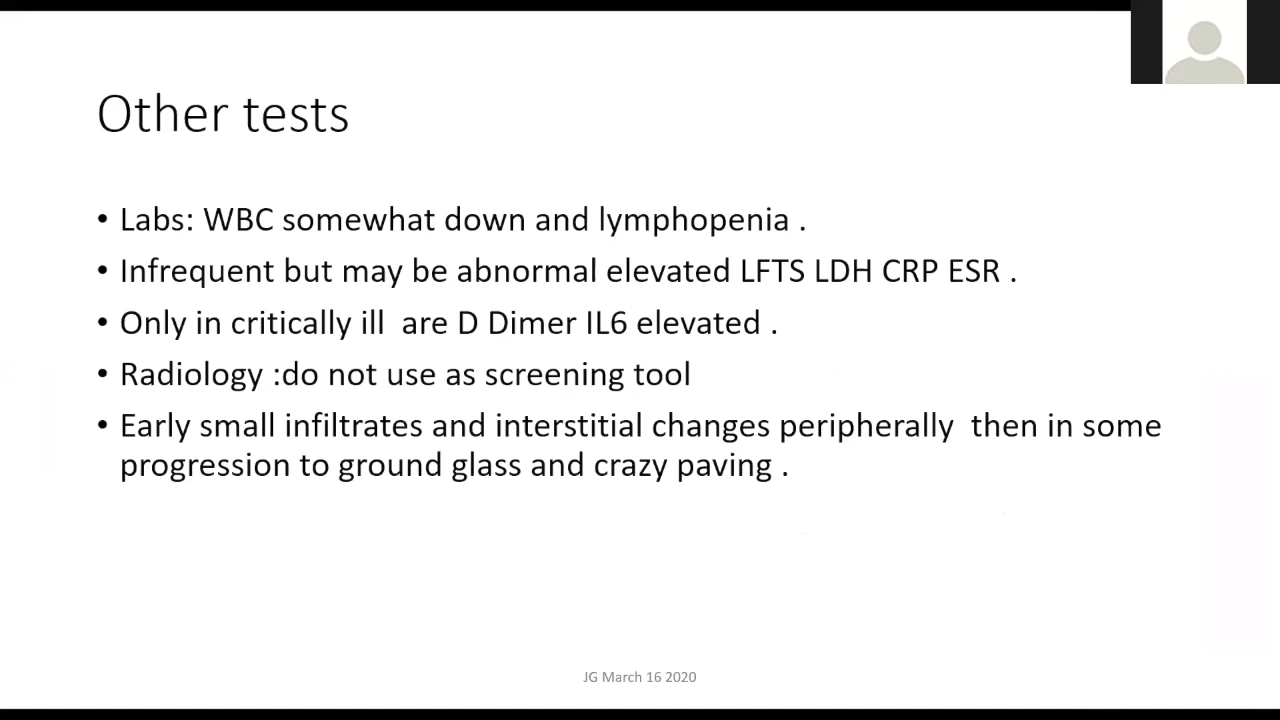 Other tests
• Labs: WBC somewhat down and lymphopenia .
• Infrequent but may be abnormal elevated LFTS LDH CRP ESR .
• Only in critically ill  are D Dimer IL6 elevated .
• Radiology :do not use as screening tool
• Early small infiltrates and interstitial changes peripherally  then in some
progression to ground glass and crazy paving .
JG March 16 2020